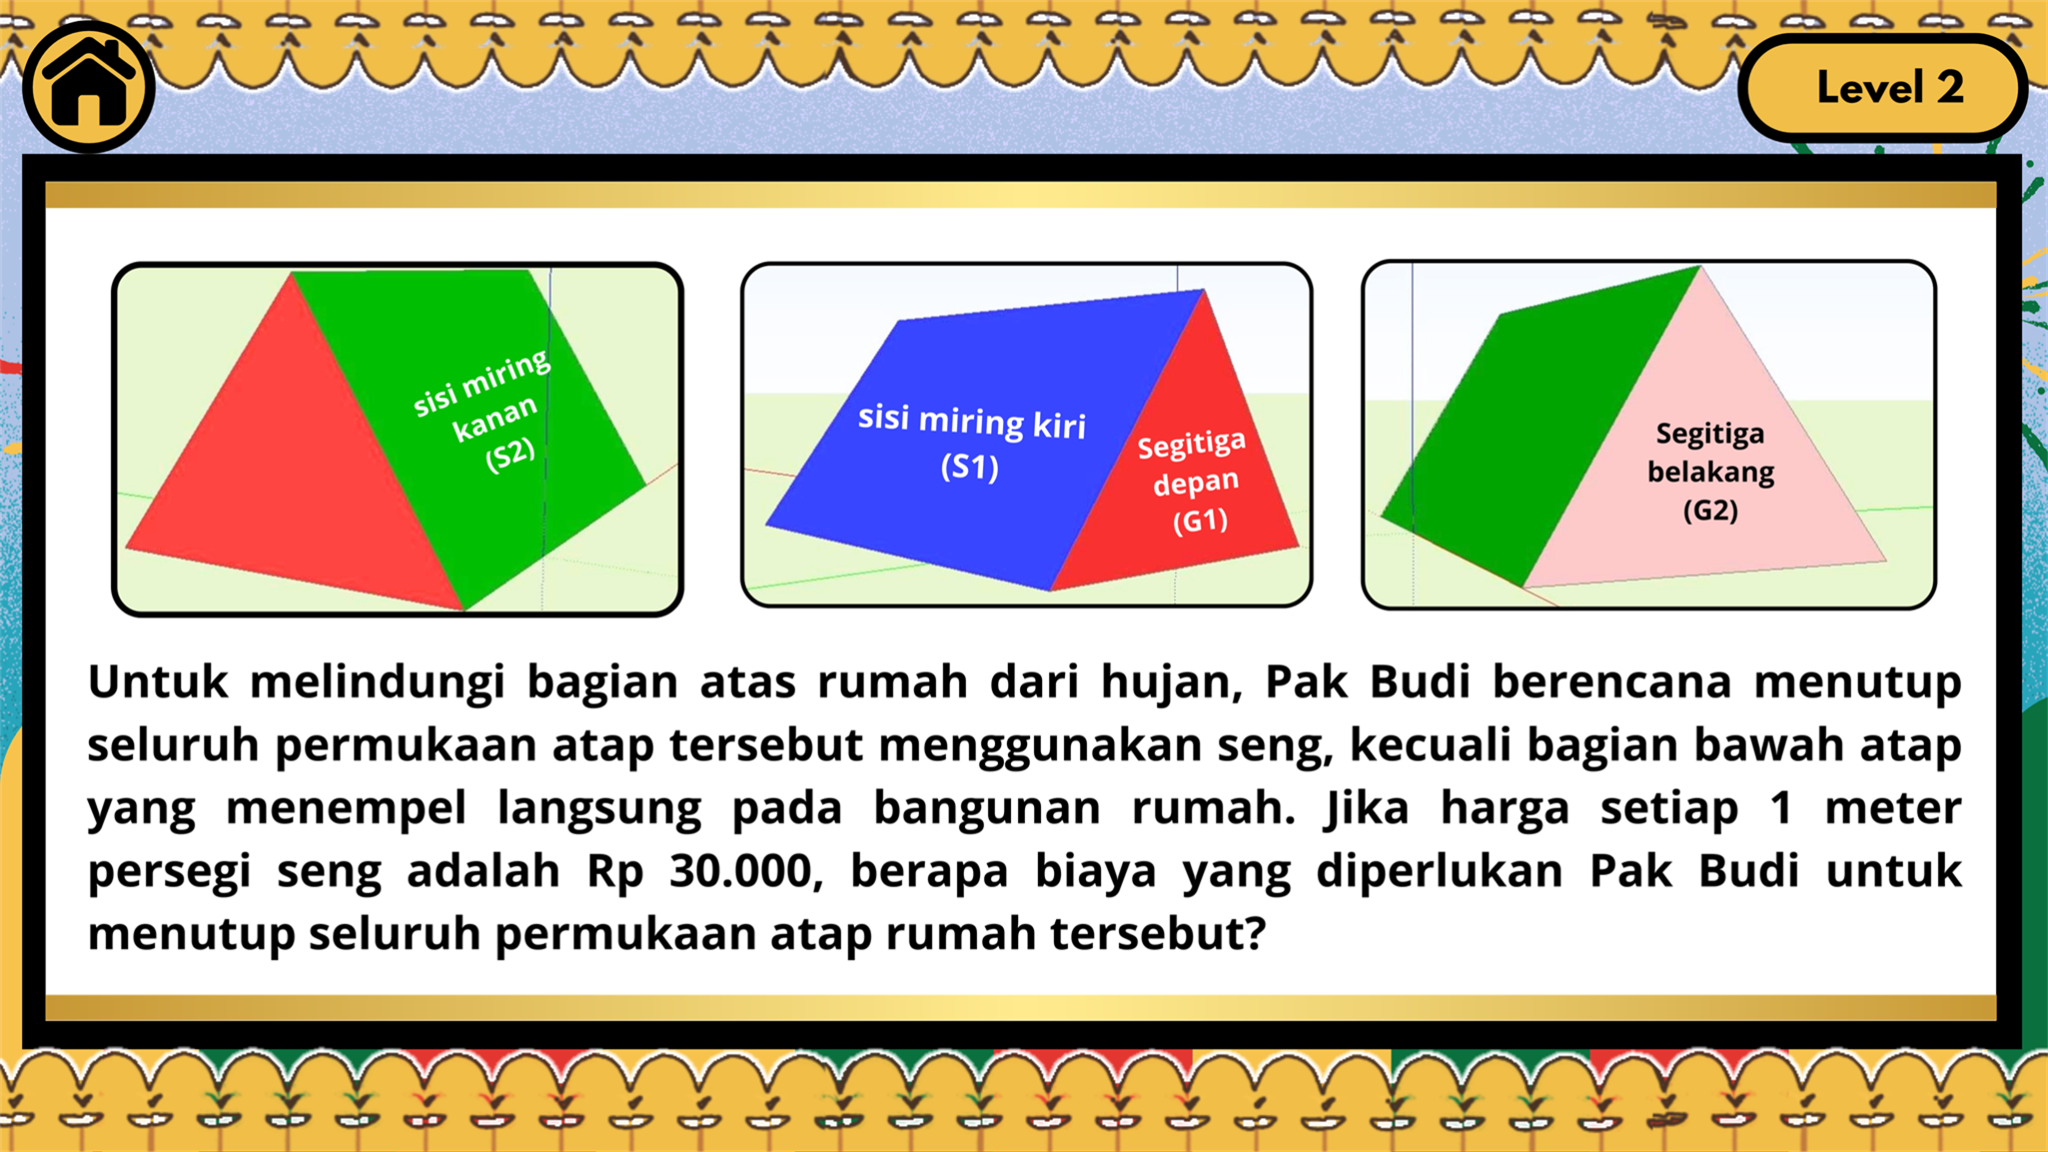 Level 2
sisi miring
kanan
(S2)
sisi miring kiri
(S1)
Segitiga
depan
(G1)
Segitiga
belakang
(G2)
Untuk melindungi bagian atas rumah dari hujan, Pak Budi berencana menutup
seluruh permukaan atap tersebut menggunakan seng, kecuali bagian bawah atap
yang menempel langsung pada bangunan rumah. Jika harga setiap 1 meter
persegi seng adalah Rp 30.000, berapa biaya yang diperlukan Pak Budi untuk
menutup seluruh permukaan atap rumah tersebut?